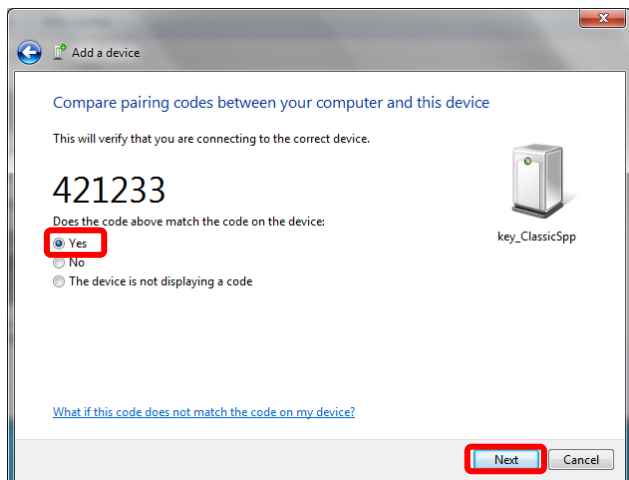 Add a device
Compare pairing codes between your computer and this device
This will verify that you are connecting to the correct device.
421233
Does the code above match the code on the device:
Yes
No
The device is not displaying a code
key_ClassicSpp
What if this code does not match the code on my device?
Next Cancel